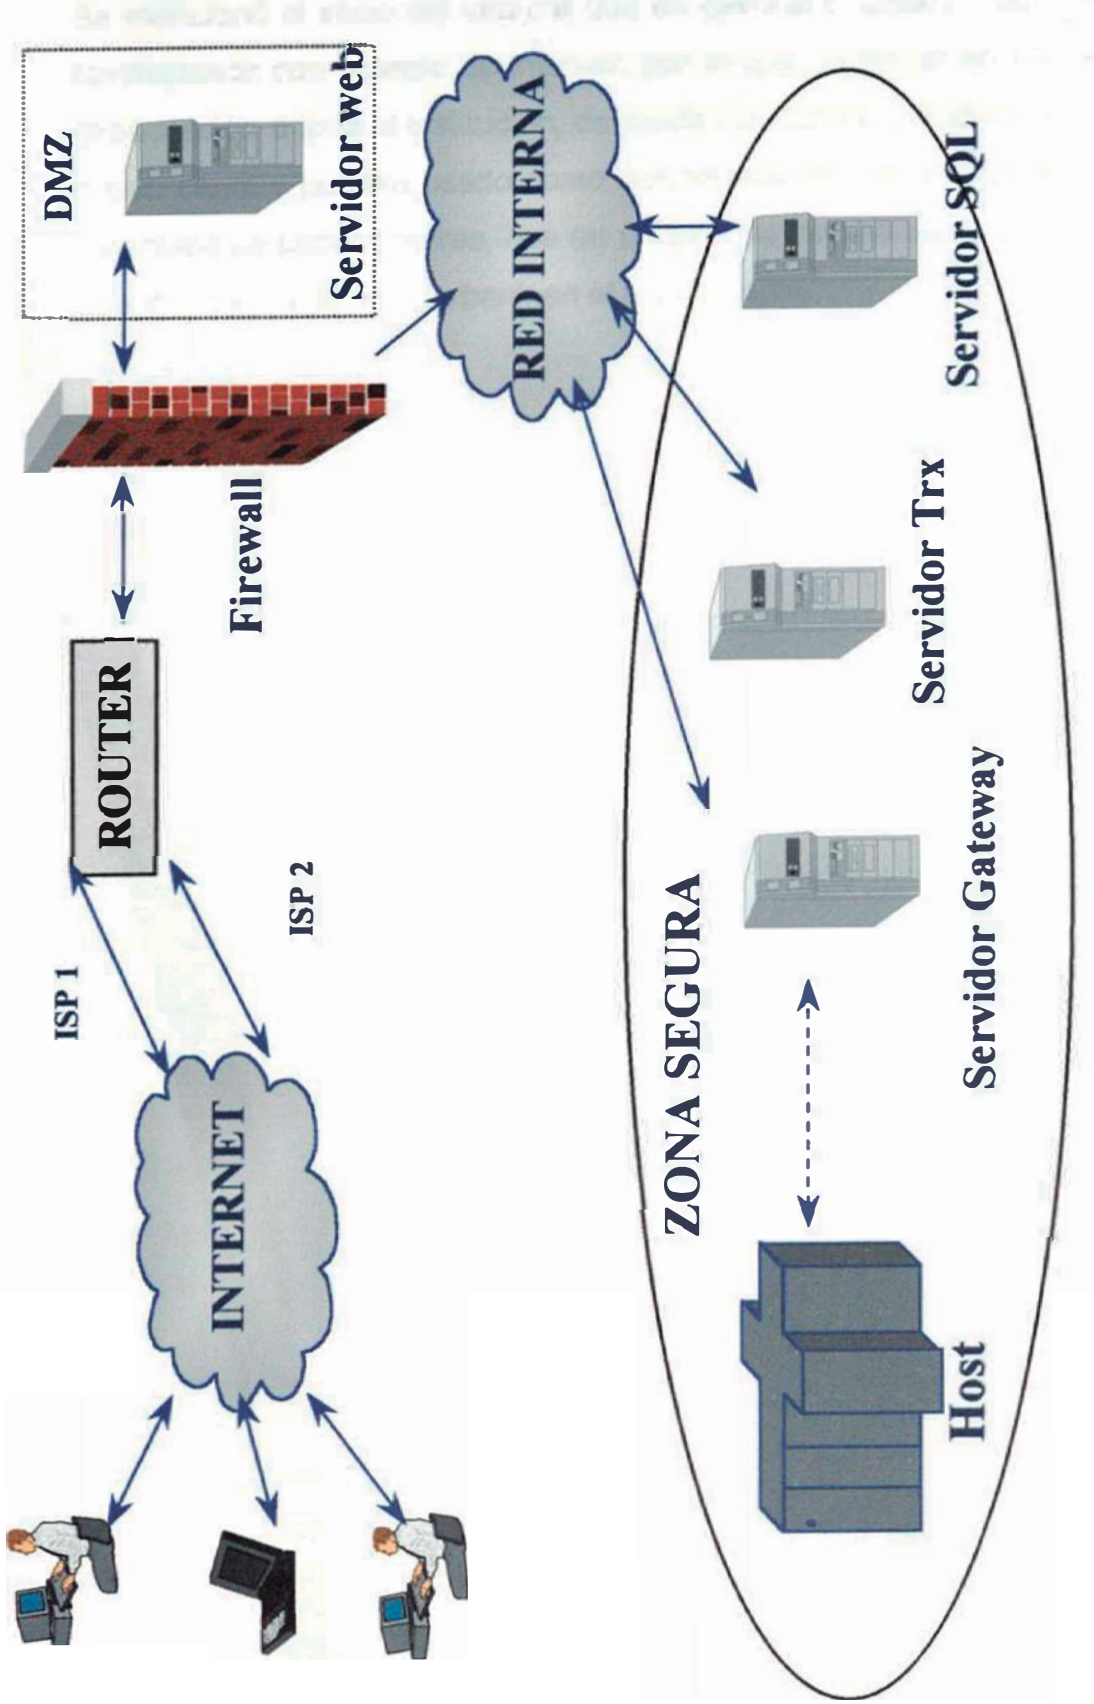 DMZ
Servidor web
ROUTER
Firewall
ISP 1
ISP 2
INTERNET
RED INTERNA
ZONA SEGURA
Servidor SQL
Servidor Trx
Servidor Gateway
Host